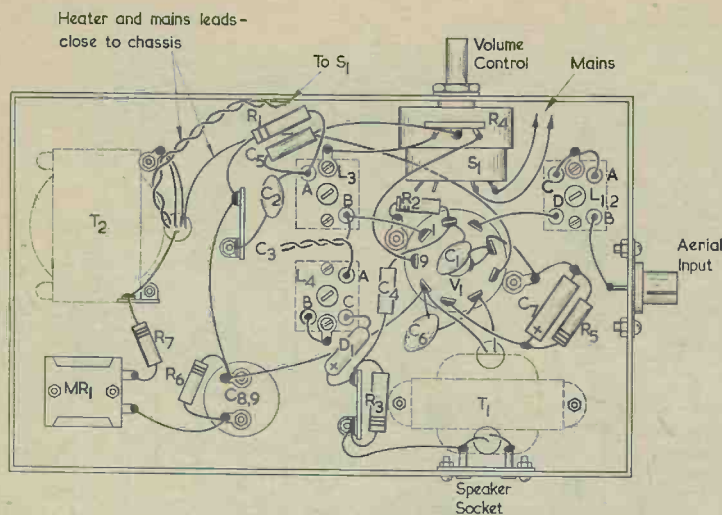 Heater and mains leads-
close to chassis
To S1
Volume
Control
Mains
R1
R4
C5
S1
L3
C
A
A
R2
D
L1,2
C2
T2
B
1
B
Aerial
Input
C3
9
C1
L4
A
V1
C4
B
C
C7
D1
C6
+
R5
R7
+
MR1
R6
C8,9
R3
T1
Speaker
Socket